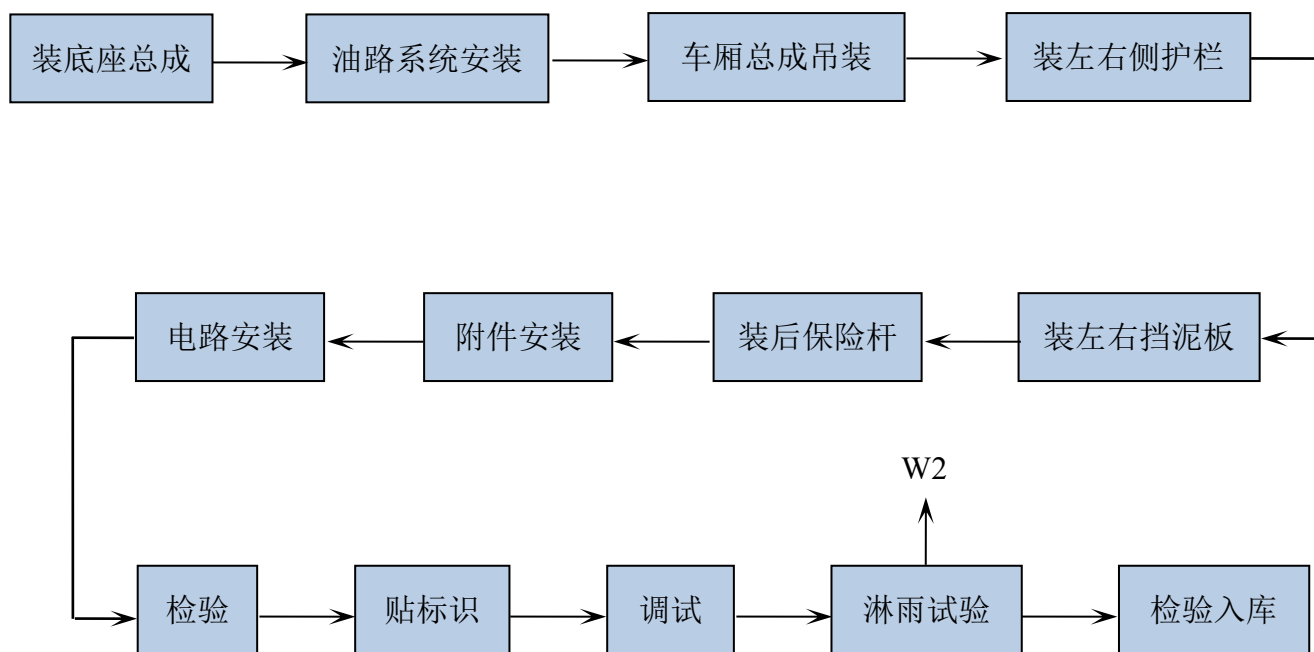 装底座总成
油路系统安装
车厢总成吊装
装左右侧护栏
装左右挡泥板
装后保险杆
附件安装
电路安装
W2
检验
贴标识
调试
淋雨试验
检验入库